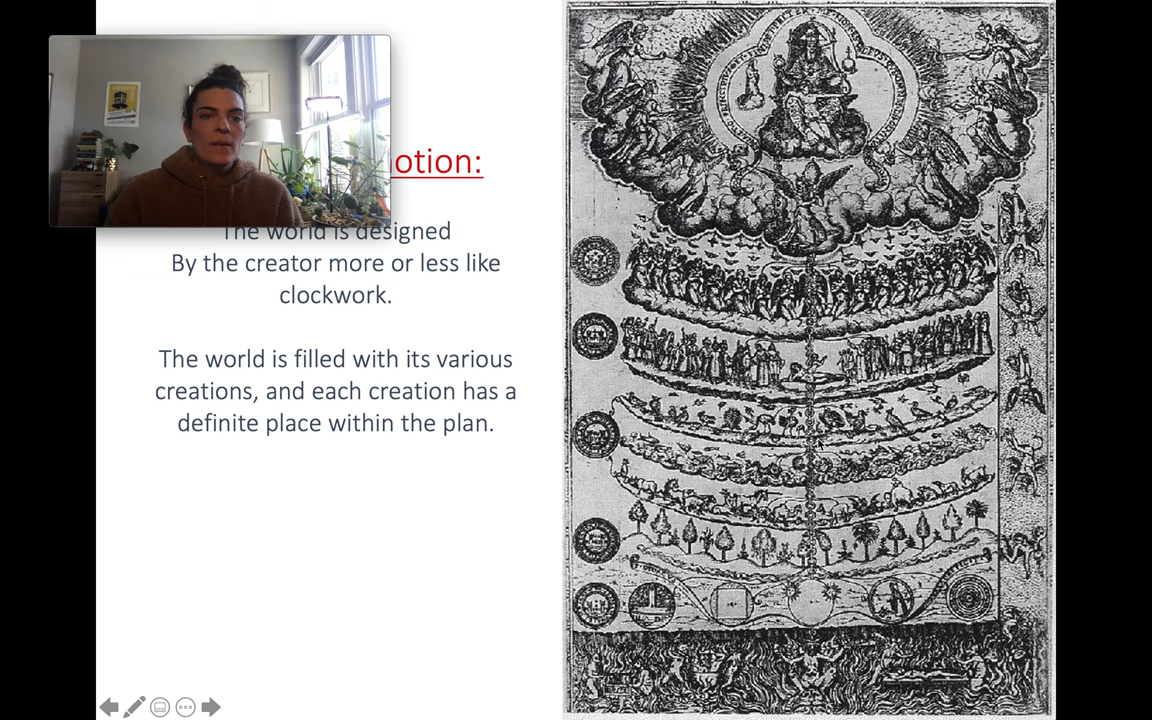 otion:
The world is designed
By the creator more or less like
clockwork.
The world is filled with its various
creations, and each creation has a
definite place within the plan.